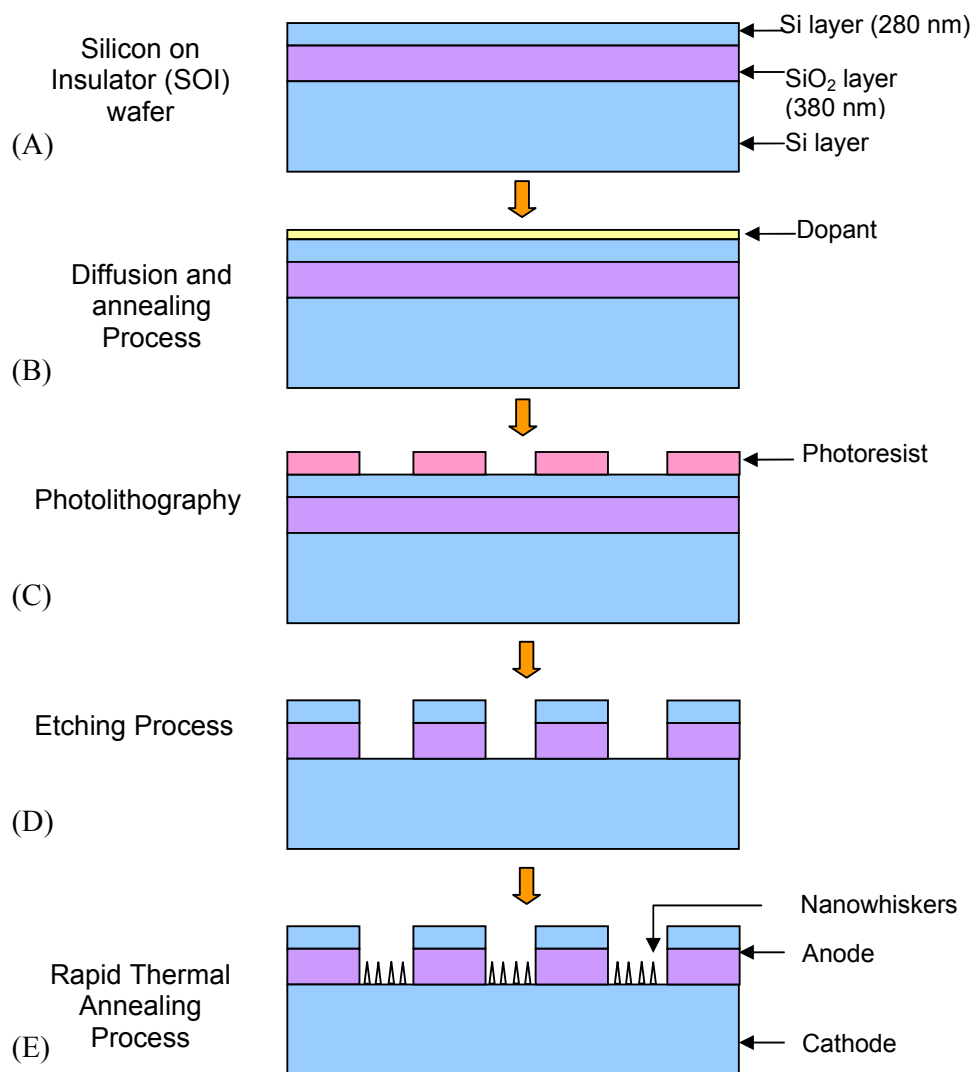 Silicon on
Insulator (SOI)
wafer
(A)
Si layer (280 nm)
SiO₂ layer
(380 nm)
Si layer
Diffusion and
annealing
Process
(B)
Dopant
Photolithography
(C)
Photoresist
Etching Process
(D)
Rapid Thermal
Annealing
Process
(E)
Nanowhiskers
Anode
Cathode